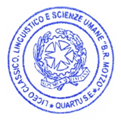 LICEO CLASSICO, LINGUISTICO E SCIENZE UMANE "B.R. MOTZO"
* QUARTU S.E. *